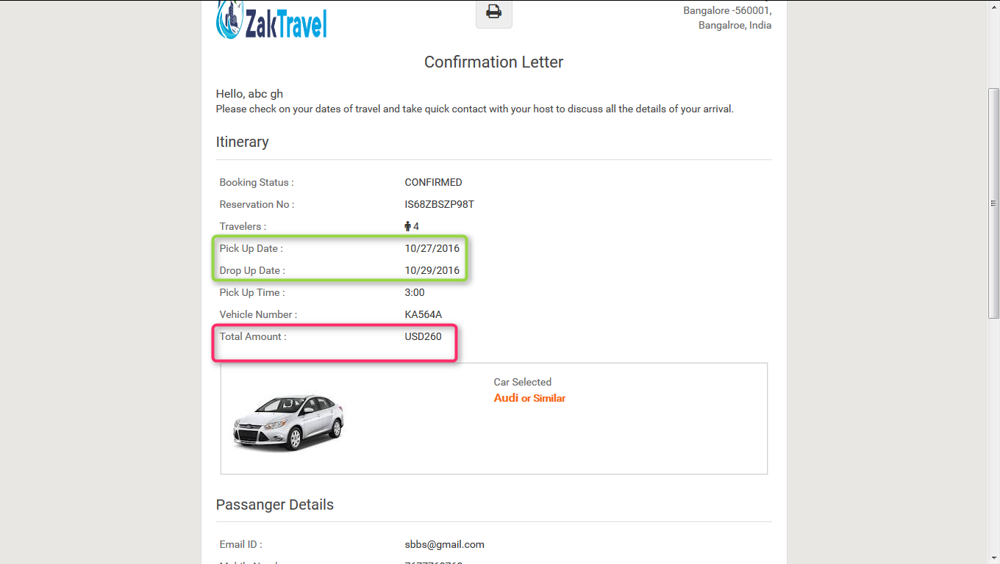 ZakTravel
Bangalore -560001,
Bangalroe, India
Confirmation Letter
Hello, abc gh
Please check on your dates of travel and take quick contact with your host to discuss all the details of your arrival.
Itinerary
Booking Status : CONFIRMED
Reservation No : IS68ZBSZP98T
Travelers : 4
Pick Up Date : 10/27/2016
Drop Up Date : 10/29/2016
Pick Up Time : 3:00
Vehicle Number : KA564A
Total Amount : USD260
Car Selected
Audi or Similar
Passanger Details
Email ID : sbbs@gmail.com